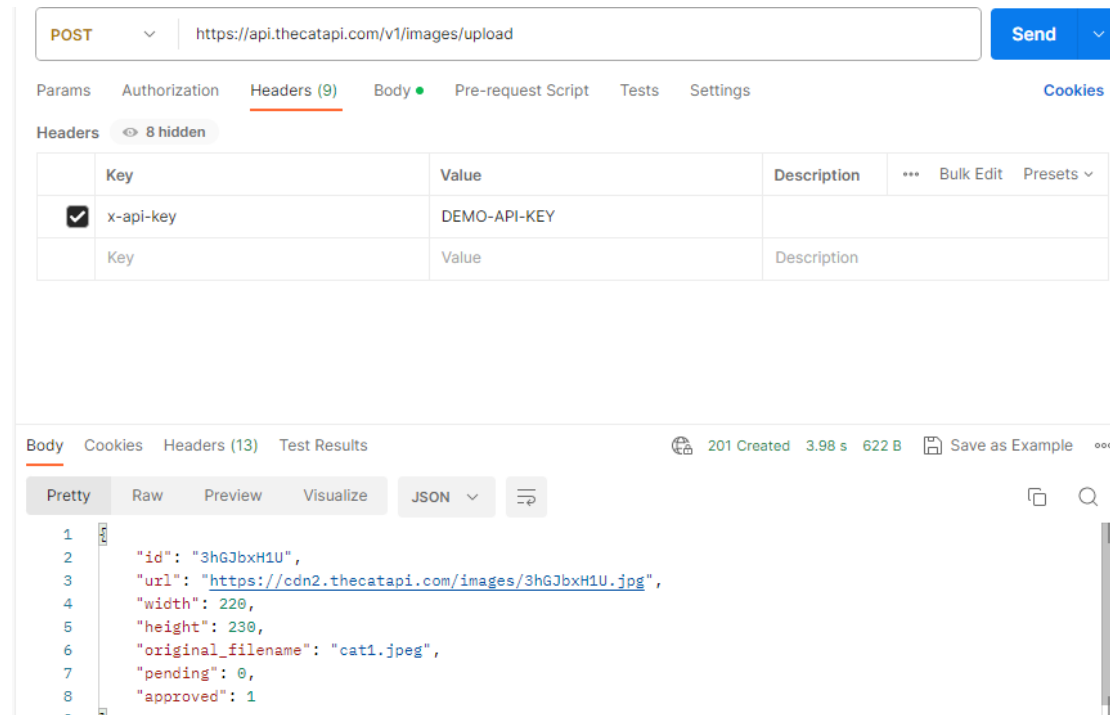 POST https://api.thecatapi.com/v1/images/upload Send
Params Authorization Headers (9) Body Pre-request Script Tests Settings Cookies
Headers 8 hidden
Key Value Description ••• Bulk Edit Presets
x-api-key DEMO-API-KEY
Key Value Description
Body Cookies Headers (13) Test Results 201 Created 3.98 s 622 B Save as Example •••
Pretty Raw Preview Visualize JSON
1 {
2 "id": "3hGJbxH1U",
3 "url": "https://cdn2.thecatapi.com/images/3hGJbxH1U.jpg",
4 "width": 220,
5 "height": 230,
6 "original_filename": "cat1.jpeg",
7 "pending": 0,
8 "approved": 1